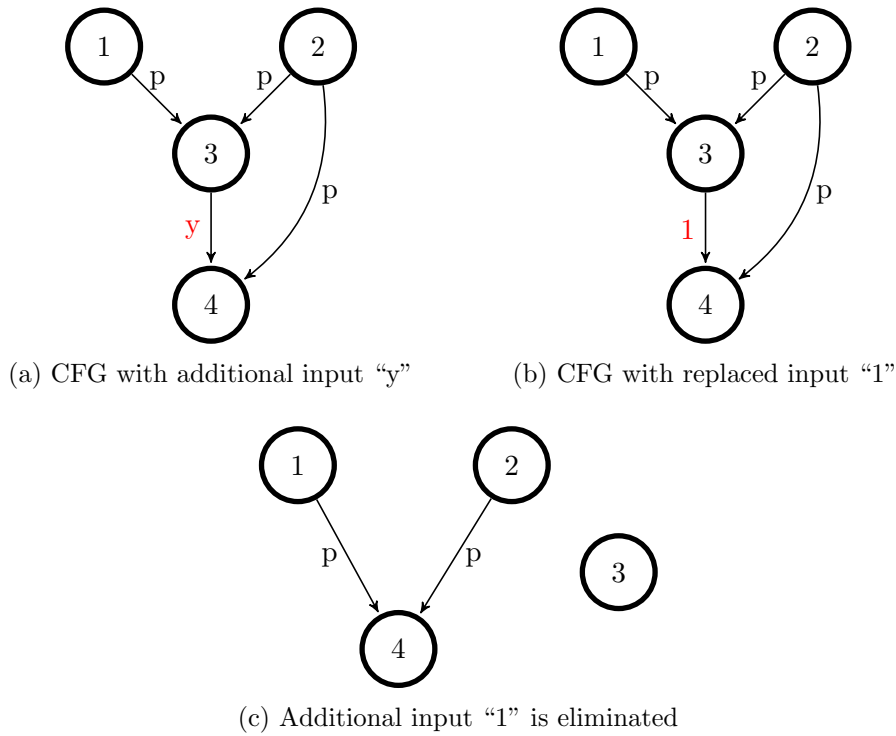 1 2 1 2
p p p p
3 3
p p
y 1
4 4
(a) CFG with additional input “y” (b) CFG with replaced input “1”
1 2
p p
3
4
(c) Additional input “1” is eliminated